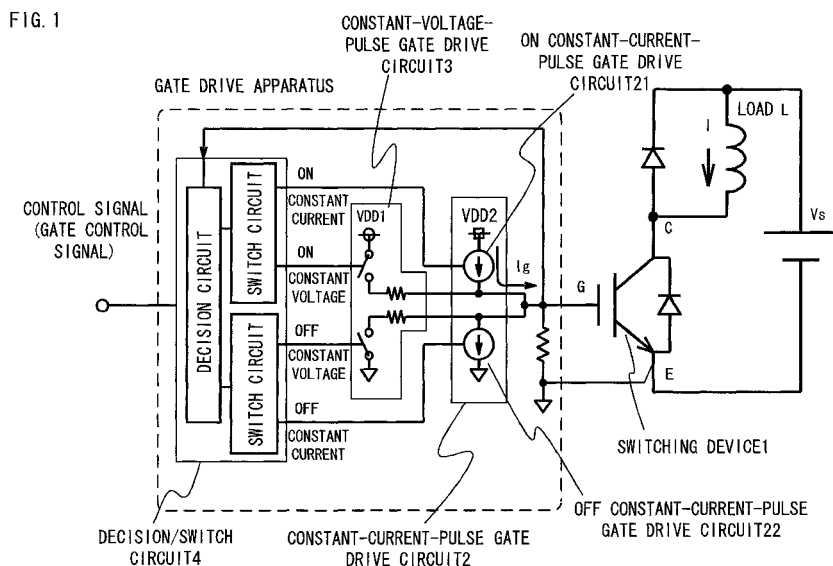 FIG. 1
CONSTANT-VOLTAGE-
PULSE GATE DRIVE
CIRCUIT3
ON CONSTANT-CURRENT-
PULSE GATE DRIVE
CIRCUIT21
GATE DRIVE APPARATUS
LOAD L
I
CONTROL SIGNAL
(GATE CONTROL
SIGNAL)
DECISION CIRCUIT
SWITCH CIRCUIT
SWITCH CIRCUIT
ON
CONSTANT
CURRENT
ON
CONSTANT
VOLTAGE
OFF
CONSTANT
VOLTAGE
OFF
CONSTANT
CURRENT
VDD1
VDD2
Ig
G
C
E
Vs
SWITCHING DEVICE1
DECISION/SWITCH
CIRCUIT4
CONSTANT-CURRENT-PULSE GATE
DRIVE CIRCUIT2
OFF CONSTANT-CURRENT-PULSE
GATE DRIVE CIRCUIT22